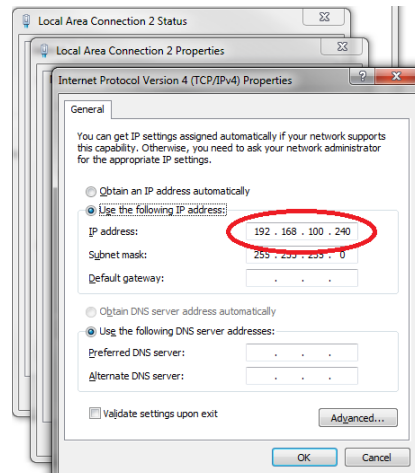 Local Area Connection 2 Status
Local Area Connection 2 Properties
Internet Protocol Version 4 (TCP/IPv4) Properties
General
You can get IP settings assigned automatically if your network supports
this capability. Otherwise, you need to ask your network administrator
for the appropriate IP settings.
Obtain an IP address automatically
Use the following IP address:
IP address: 192 . 168 . 100 . 240
Subnet mask: 255 . 255 . 255 . 0
Default gateway: . . .
Obtain DNS server address automatically
Use the following DNS server addresses:
Preferred DNS server: . . .
Alternate DNS server: . . .
Validate settings upon exit
Advanced...
OK Cancel